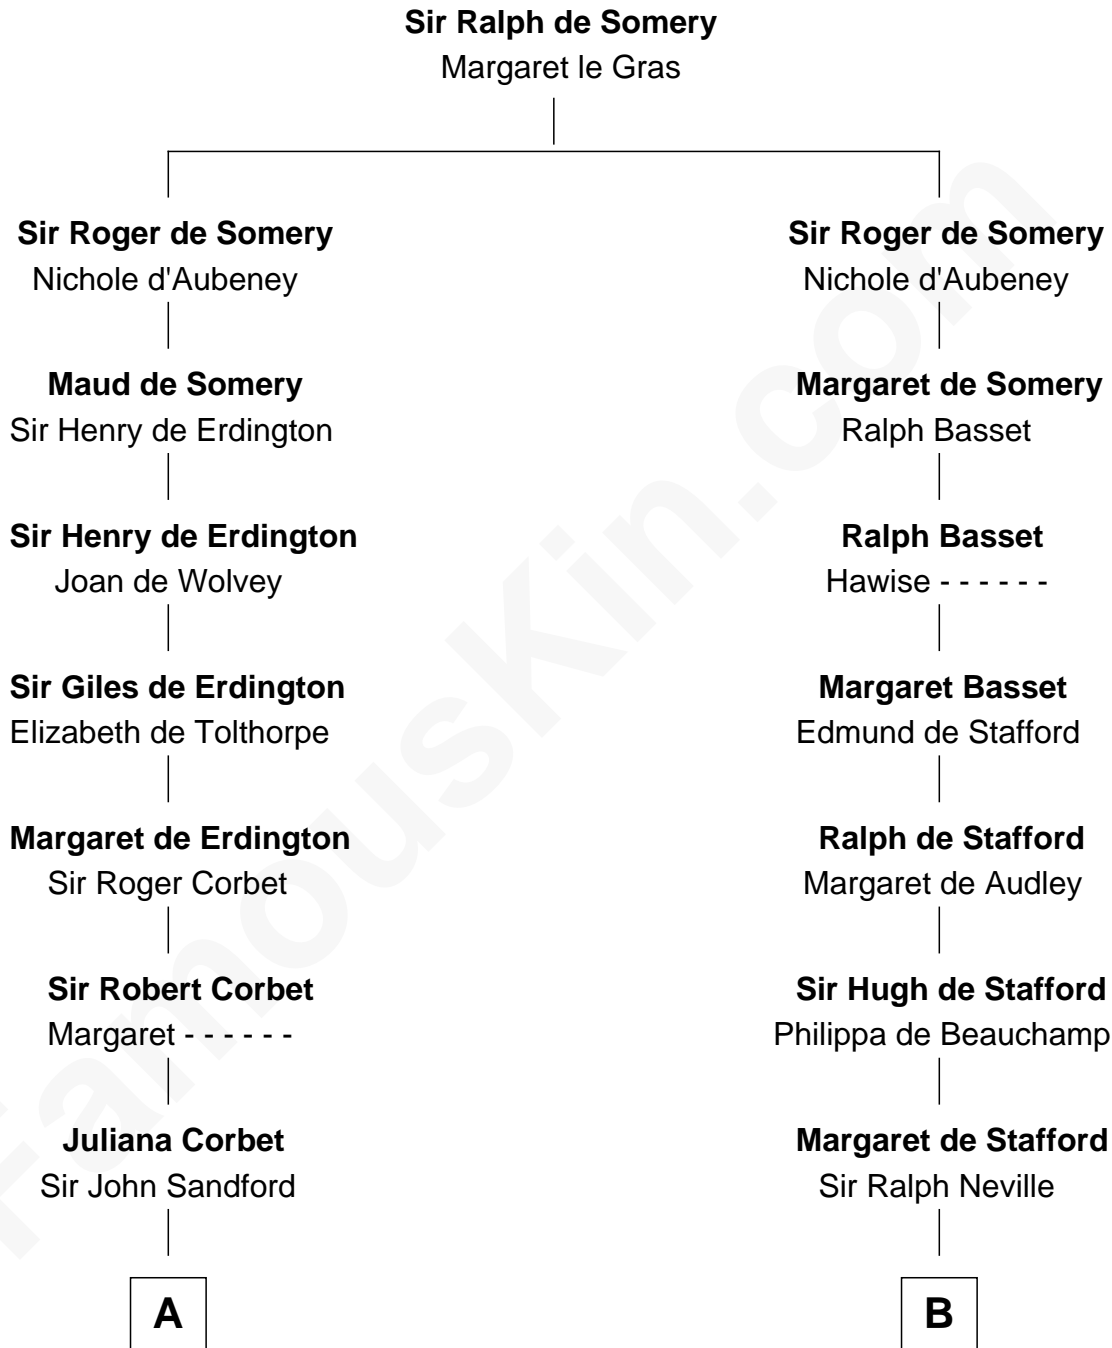 Sir Ralph de Somery
Margaret le Gras
Sir Roger de Somery
Nichole d'Aubeney
Sir Roger de Somery
Nichole d'Aubeney
Maud de Somery
Sir Henry de Erdington
Margaret de Somery
Ralph Basset
Sir Henry de Erdington
Joan de Wolvey
Ralph Basset
Hawise - - - - - -
Sir Giles de Erdington
Elizabeth de Tolthorpe
Margaret Basset
Edmund de Stafford
Margaret de Erdington
Sir Roger Corbet
Ralph de Stafford
Margaret de Audley
Sir Robert Corbet
Margaret - - - - - -
Sir Hugh de Stafford
Philippa de Beauchamp
Juliana Corbet
Sir John Sandford
Margaret de Stafford
Sir Ralph Neville
A
B
FamousKin.com